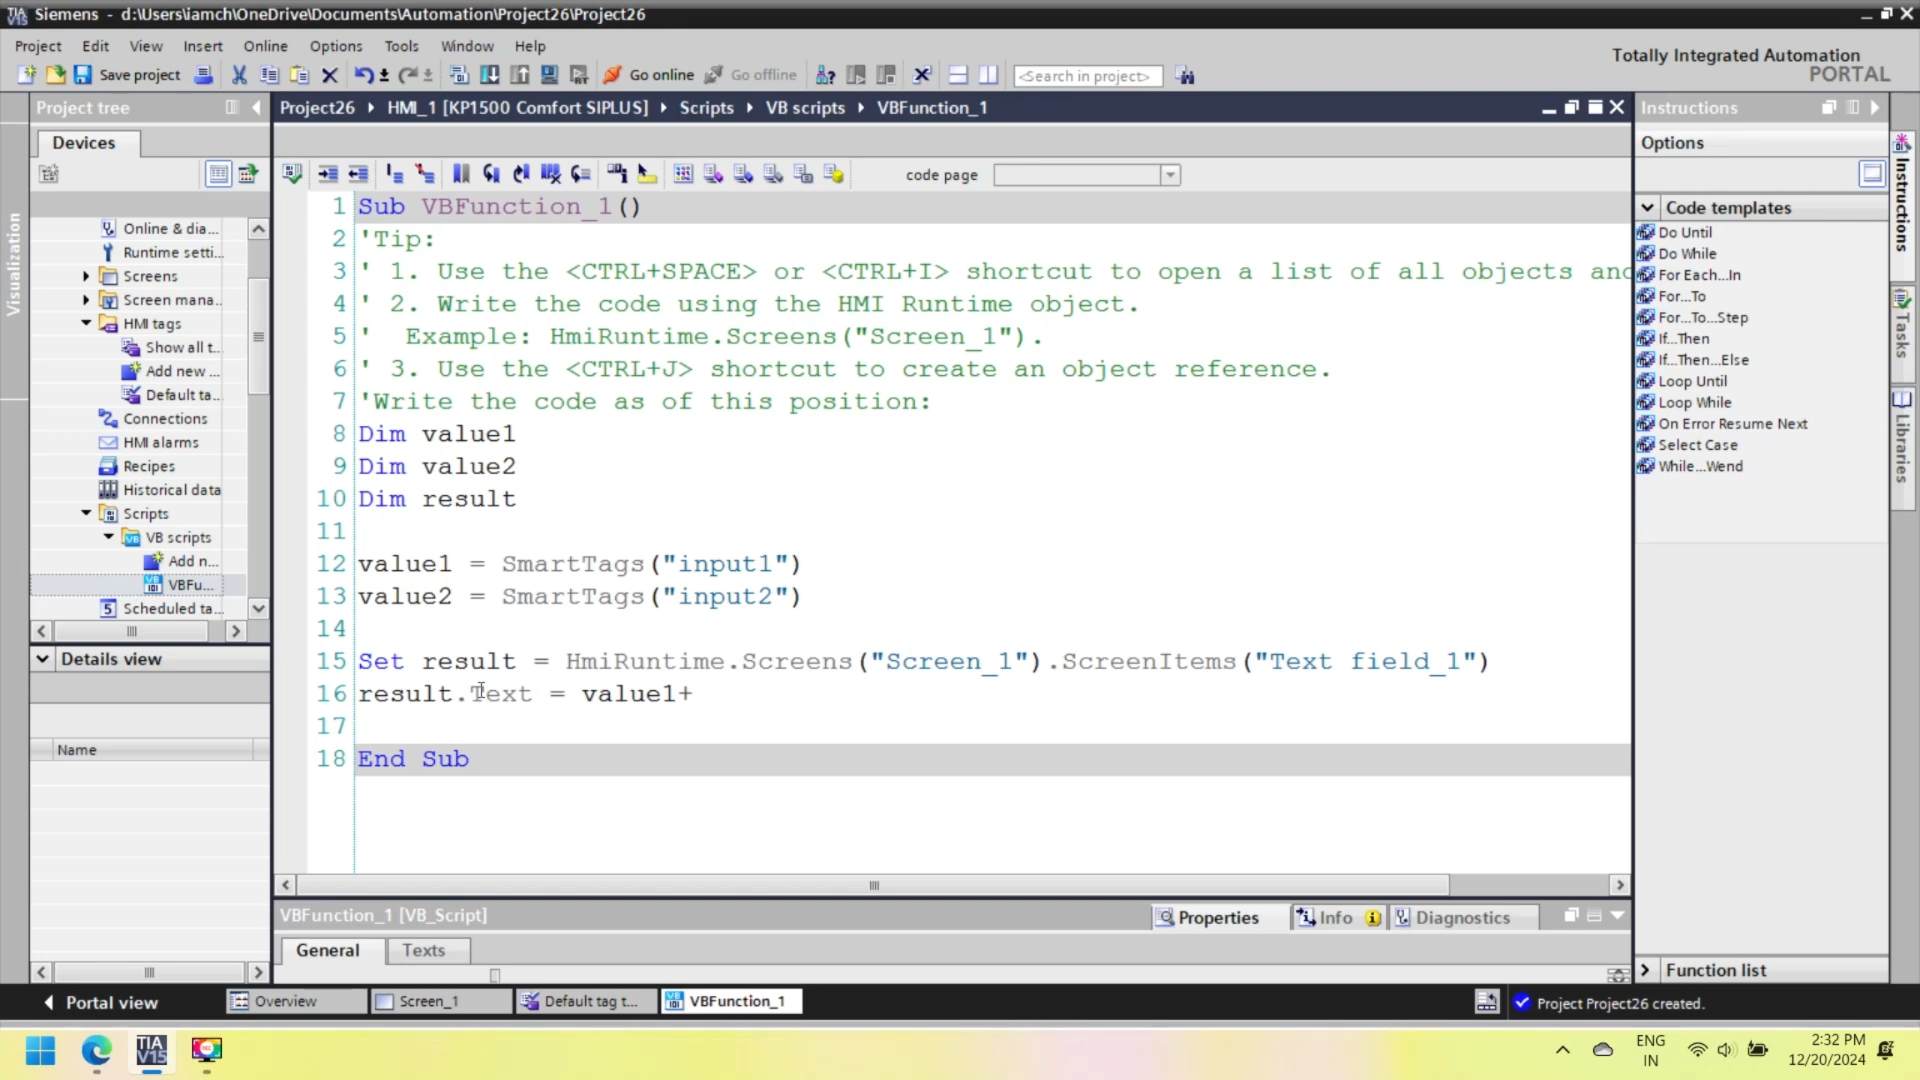 Siemens - d:\Users\iamch\OneDrive\Documents\Automation\Project26\Project26
Project Edit View Insert Online Options Tools Window Help
Totally Integrated Automation
PORTAL
Save project
Go online
Go offline
<Search in project>
Project tree
Project26 HMI_1 [KP1500 Comfort SIPLUS] Scripts VB scripts VBFunction_1
Instructions
Devices
Options
code page
Visualization
Online & dia...
Runtime setti...
Screens
Screen mana...
HMI tags
Show all t...
Add new ...
Default ta...
Connections
HMI alarms
Recipes
Historical data
Scripts
VB scripts
Add n...
VBFu...
Scheduled ta...
Details view
Name
1 Sub VBFunction_1()
2 'Tip:
3 ' 1. Use the <CTRL+SPACE> or <CTRL+I> shortcut to open a list of all objects and
4 ' 2. Write the code using the HMI Runtime object.
5 ' Example: HmiRuntime.Screens("Screen_1").
6 ' 3. Use the <CTRL+J> shortcut to create an object reference.
7 'Write the code as of this position:
8 Dim value1
9 Dim value2
10 Dim result
11
12 value1 = SmartTags("input1")
13 value2 = SmartTags("input2")
14
15 Set result = HmiRuntime.Screens("Screen_1").ScreenItems("Text field_1")
16 result.Text = value1+
17
18 End Sub
Code templates
Do Until
Do While
For Each...In
For...To
For...To...Step
If...Then
If...Then...Else
Loop Until
Loop While
On Error Resume Next
Select Case
While...Wend
Function list
Instructions
Tasks
Libraries
VBFunction_1 [VB_Script]
Properties
Info
Diagnostics
General
Texts
Portal view
Overview
Screen_1
Default tag t...
VBFunction_1
Project Project26 created.
TIA
V15
ENG
IN
2:32 PM
12/20/2024